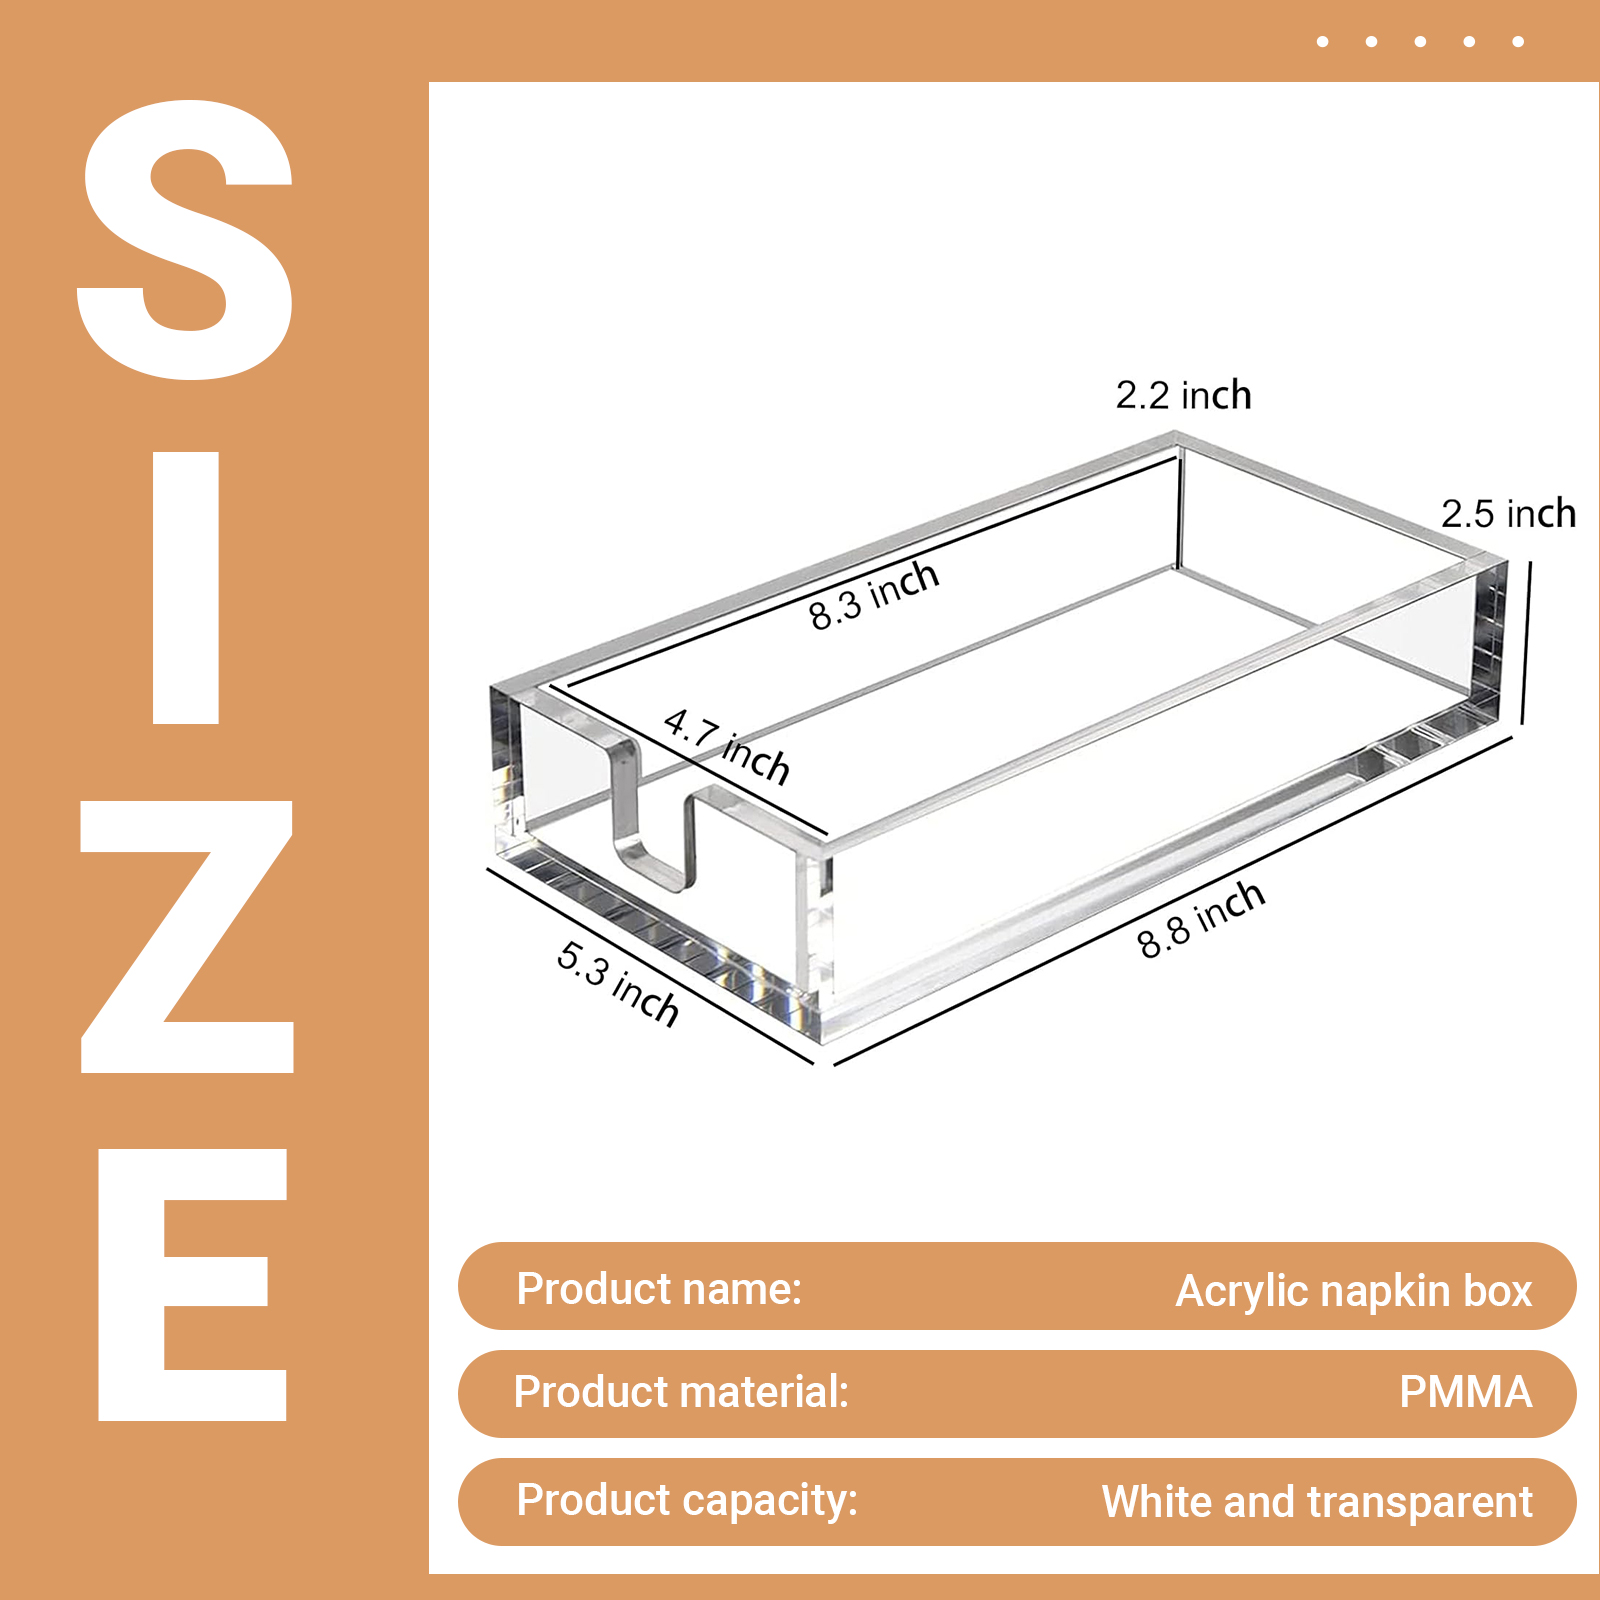 SIZE
2.2 inch
2.5 inch
8.3 inch
4.7 inch
5.3 inch
8.8 inch
Product name: Acrylic napkin box
Product material: PMMA
Product capacity: White and transparent